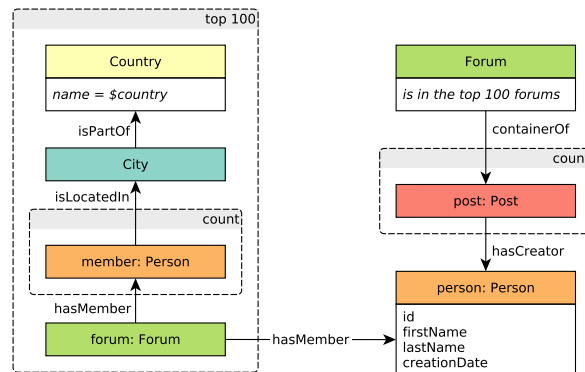 top 100
Country
name = $country
isPartOf
City
isLocatedIn
count
member: Person
hasMember
forum: Forum
hasMember
Forum
is in the top 100 forums
containerOf
coun
post: Post
hasCreator
person: Person
id
firstName
lastName
creationDate